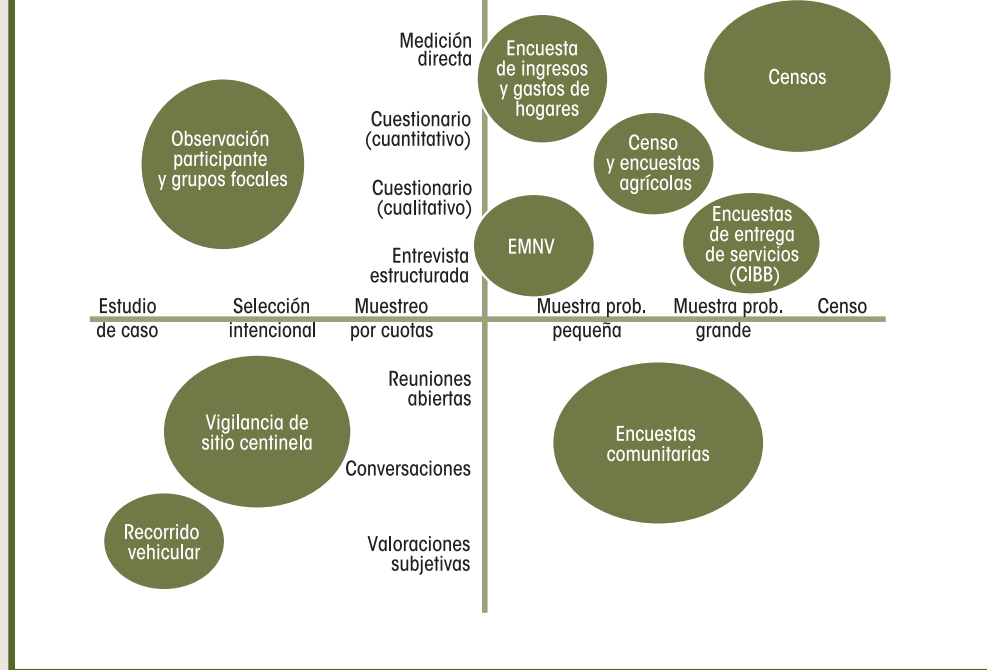 Medición
directa
Encuesta
de ingresos
y gastos de
hogares
Censos
Observación
participante
y grupos focales
Cuestionario
(cuantitativo)
Censo
y encuestas
agrícolas
Cuestionario
(cualitativo)
EMNV
Encuestas
de entrega
de servicios
(CIBB)
Entrevista
estructurada
Estudio
de caso
Selección
intencional
Muestreo
por cuotas
Muestra prob.
pequeña
Muestra prob.
grande
Censo
Reuniones
abiertas
Vigilancia de
sitio centinela
Encuestas
comunitarias
Conversaciones
Recorrido
vehicular
Valoraciones
subjetivas